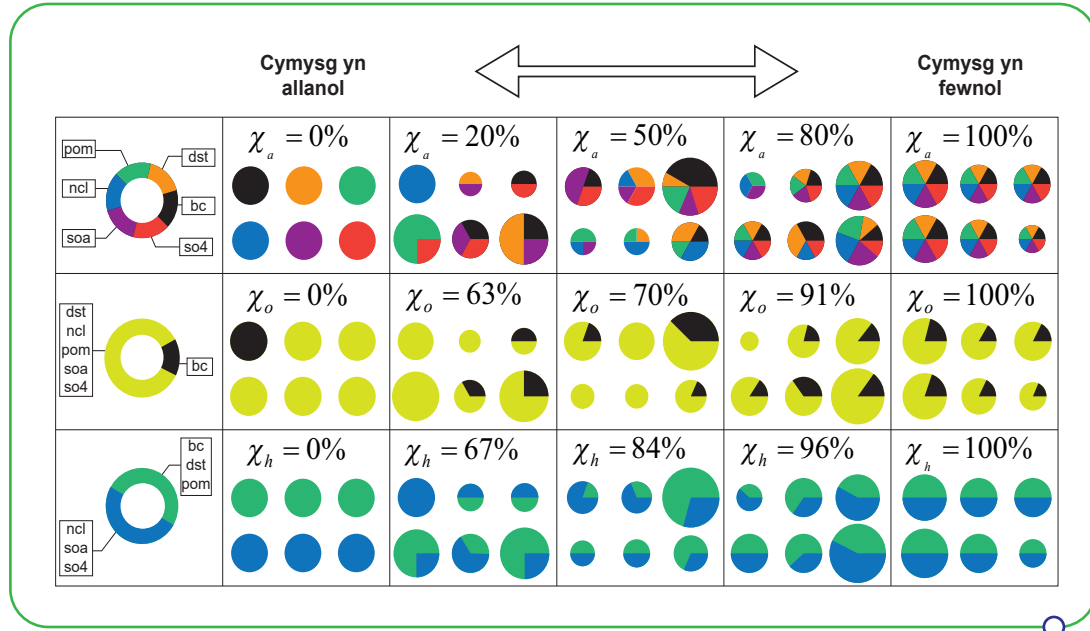 Cymysg yn
allanol
Cymysg yn
fewnol
pom
dst
ncl
bc
soa
so4
χₐ = 0%
χₐ = 20%
χₐ = 50%
χₐ = 80%
χₐ = 100%
dst
ncl
pom
soa
so4
bc
χₒ = 0%
χₒ = 63%
χₒ = 70%
χₒ = 91%
χₒ = 100%
bc
dst
pom
ncl
soa
so4
χₕ = 0%
χₕ = 67%
χₕ = 84%
χₕ = 96%
χₕ = 100%